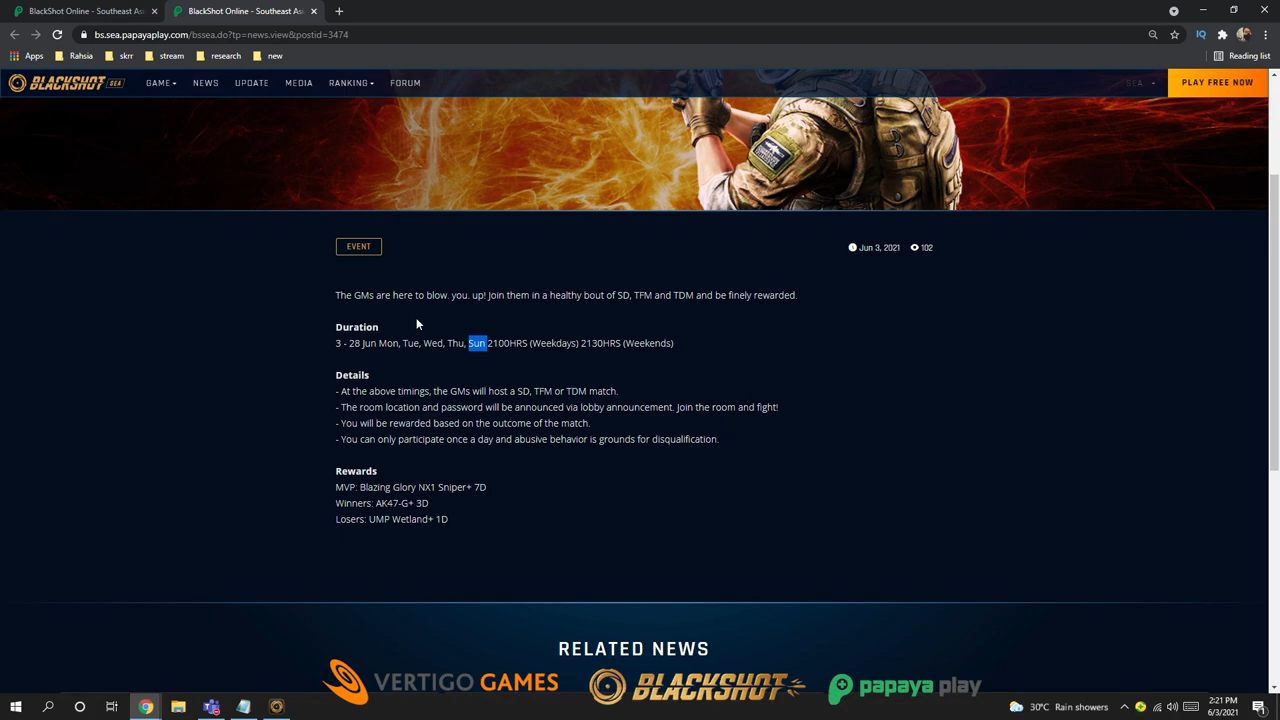 BlackShot Online - Southeast As
BlackShot Online - Southeast As
bs.sea.papayaplay.com/bssea.do?tp=news.view&postid=3474
Apps Rahsia skrr stream research new Reading list
BLACKSHOT SEA GAME NEWS UPDATE MEDIA RANKING FORUM SEA PLAY FREE NOW
EVENT Jun 3, 2021 102
The GMs are here to blow. you. up! Join them in a healthy bout of SD, TFM and TDM and be finely rewarded.
Duration
3 - 28 Jun Mon, Tue, Wed, Thu, Sun 2100HRS (Weekdays) 2130HRS (Weekends)
Details
- At the above timings, the GMs will host a SD, TFM or TDM match.
- The room location and password will be announced via lobby announcement. Join the room and fight!
- You will be rewarded based on the outcome of the match.
- You can only participate once a day and abusive behavior is grounds for disqualification.
Rewards
MVP: Blazing Glory NX1 Sniper+ 7D
Winners: AK47-G+ 3D
Losers: UMP Wetland+ 1D
RELATED NEWS
VERTIGO GAMES BLACKSHOT papaya play
30°C Rain showers 2:21 PM
6/3/2021